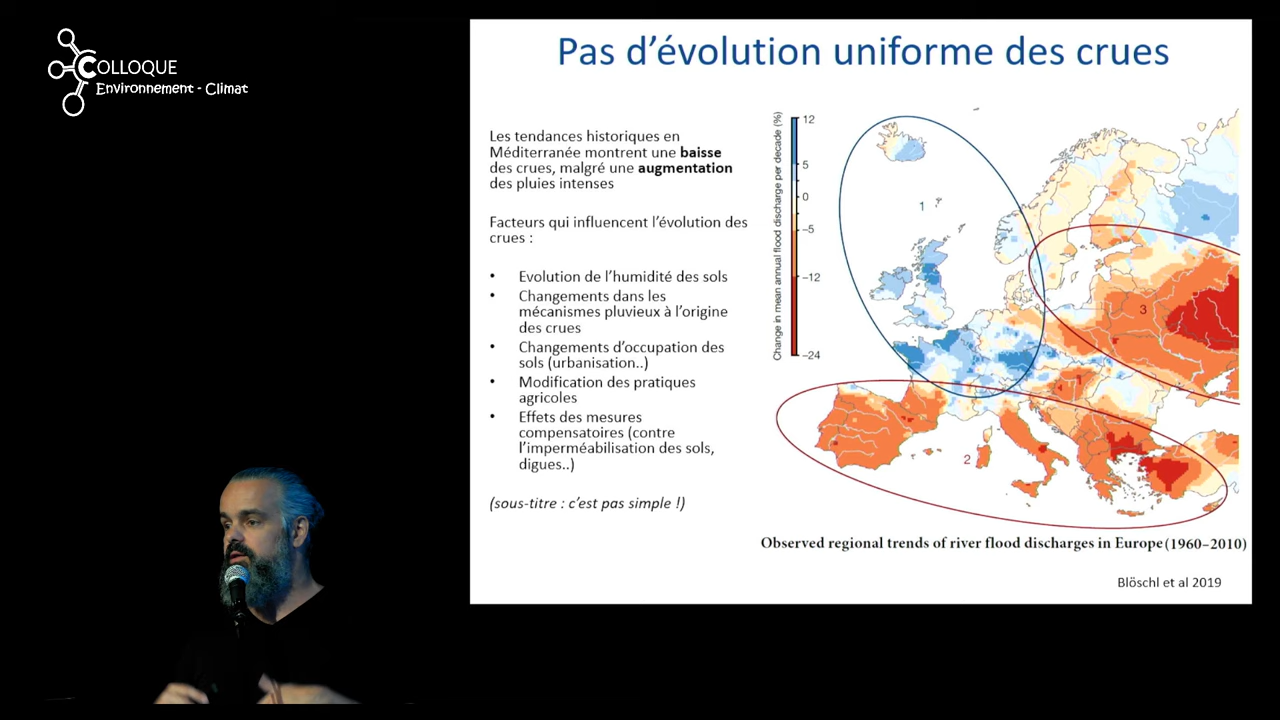 COLLOQUE
Environnement - Climat
Pas d’évolution uniforme des crues
Les tendances historiques en
Méditerranée montrent une baisse
des crues, malgré une augmentation
des pluies intenses
Facteurs qui influencent l’évolution des
crues :
• Evolution de l’humidité des sols
• Changements dans les
mécanismes pluvieux à l’origine
des crues
• Changements d’occupation des
sols (urbanisation..)
• Modification des pratiques
agricoles
• Effets des mesures
compensatoires (contre
l’imperméabilisation des sols,
digues..)
(sous-titre : c’est pas simple !)
Change in mean annual flood discharge per decade (%)
12
5
0
−5
−12
−24
1
3
2
Observed regional trends of river flood discharges in Europe (1960–2010)
Blöschl et al 2019